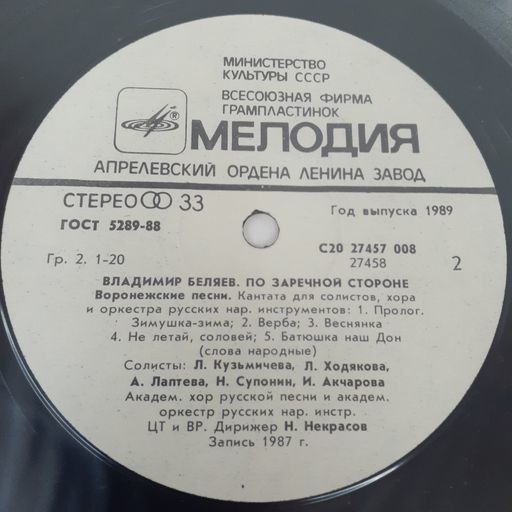 МИНИСТЕРСТВО
КУЛЬТУРЫ СССР
ВСЕСОЮЗНАЯ ФИРМА
ГРАМПЛАСТИНОК
® МЕЛОДИЯ
АПРЕЛЕВСКИЙ ОРДЕНА ЛЕНИНА ЗАВОД
СТЕРЕО 33
Год выпуска 1989
ГОСТ 5289-88
С20 27457 008
Гр. 2. 1-20
27458
2
ВЛАДИМИР БЕЛЯЕВ. ПО ЗАРЕЧНОЙ СТОРОНЕ
Воронежские песни. Кантата для солистов, хора
и оркестра русских нар. инструментов: 1. Пролог.
Зимушка-зима; 2. Верба; 3. Веснянка
4. Не летай, соловей; 5. Батюшка наш Дон
(слова народные)
Солисты: Л. Кузьмичева, Л. Ходякова,
А. Лаптева, Н. Супонин, И. Акчарова
Академ. хор русской песни и академ.
оркестр русских нар. инстр.
ЦТ и ВР. Дирижер Н. Некрасов
Запись 1987 г.